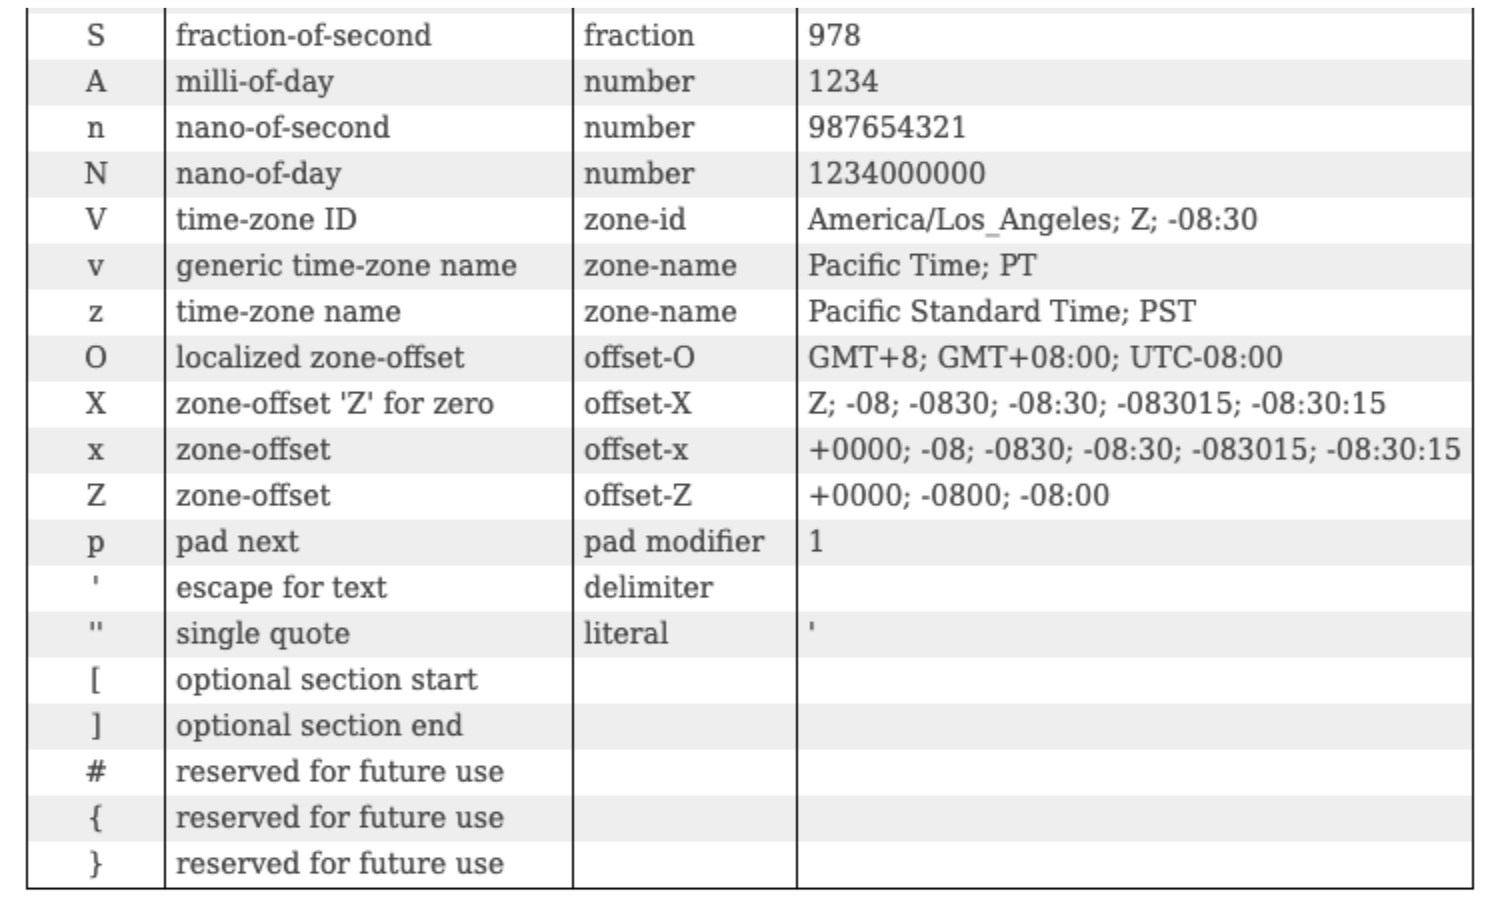 S fraction-of-second fraction 978
A milli-of-day number 1234
n nano-of-second number 987654321
N nano-of-day number 1234000000
V time-zone ID zone-id America/Los_Angeles; Z; -08:30
v generic time-zone name zone-name Pacific Time; PT
z time-zone name zone-name Pacific Standard Time; PST
O localized zone-offset offset-O GMT+8; GMT+08:00; UTC-08:00
X zone-offset 'Z' for zero offset-X Z; -08; -0830; -08:30; -083015; -08:30:15
x zone-offset offset-x +0000; -08; -0830; -08:30; -083015; -08:30:15
Z zone-offset offset-Z +0000; -0800; -08:00
p pad next pad modifier 1
' escape for text delimiter
'' single quote literal '
[ optional section start
] optional section end
# reserved for future use
{ reserved for future use
} reserved for future use